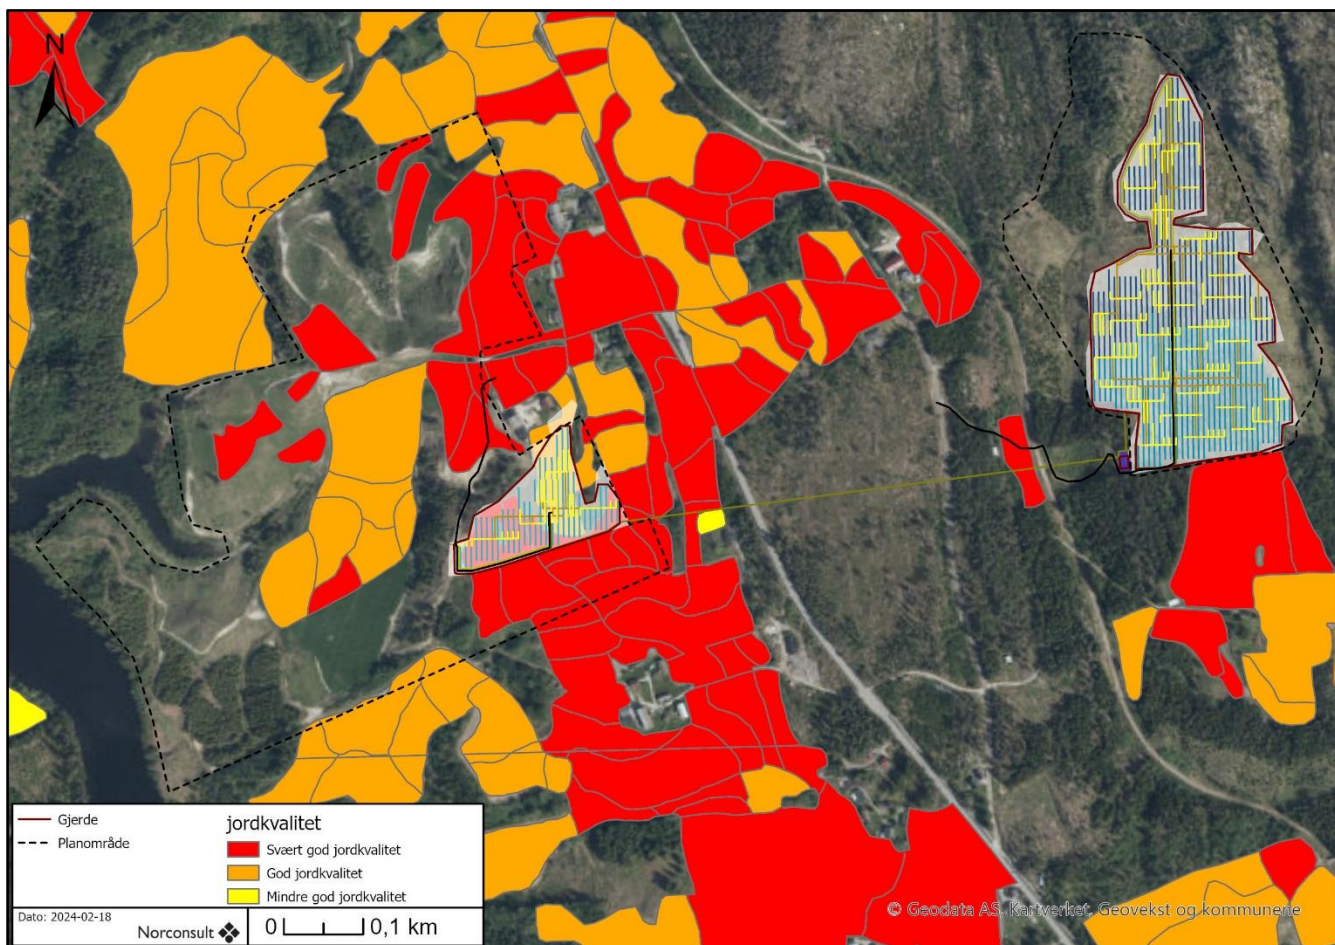 N
Gjerde
Planområde
jordkvalitet
Svært god jordkvalitet
God jordkvalitet
Mindre god jordkvalitet
Dato: 2024-02-18
Norconsult
0 0,1 km
© Geodata AS, Kartverket, Geovekst og kommunene